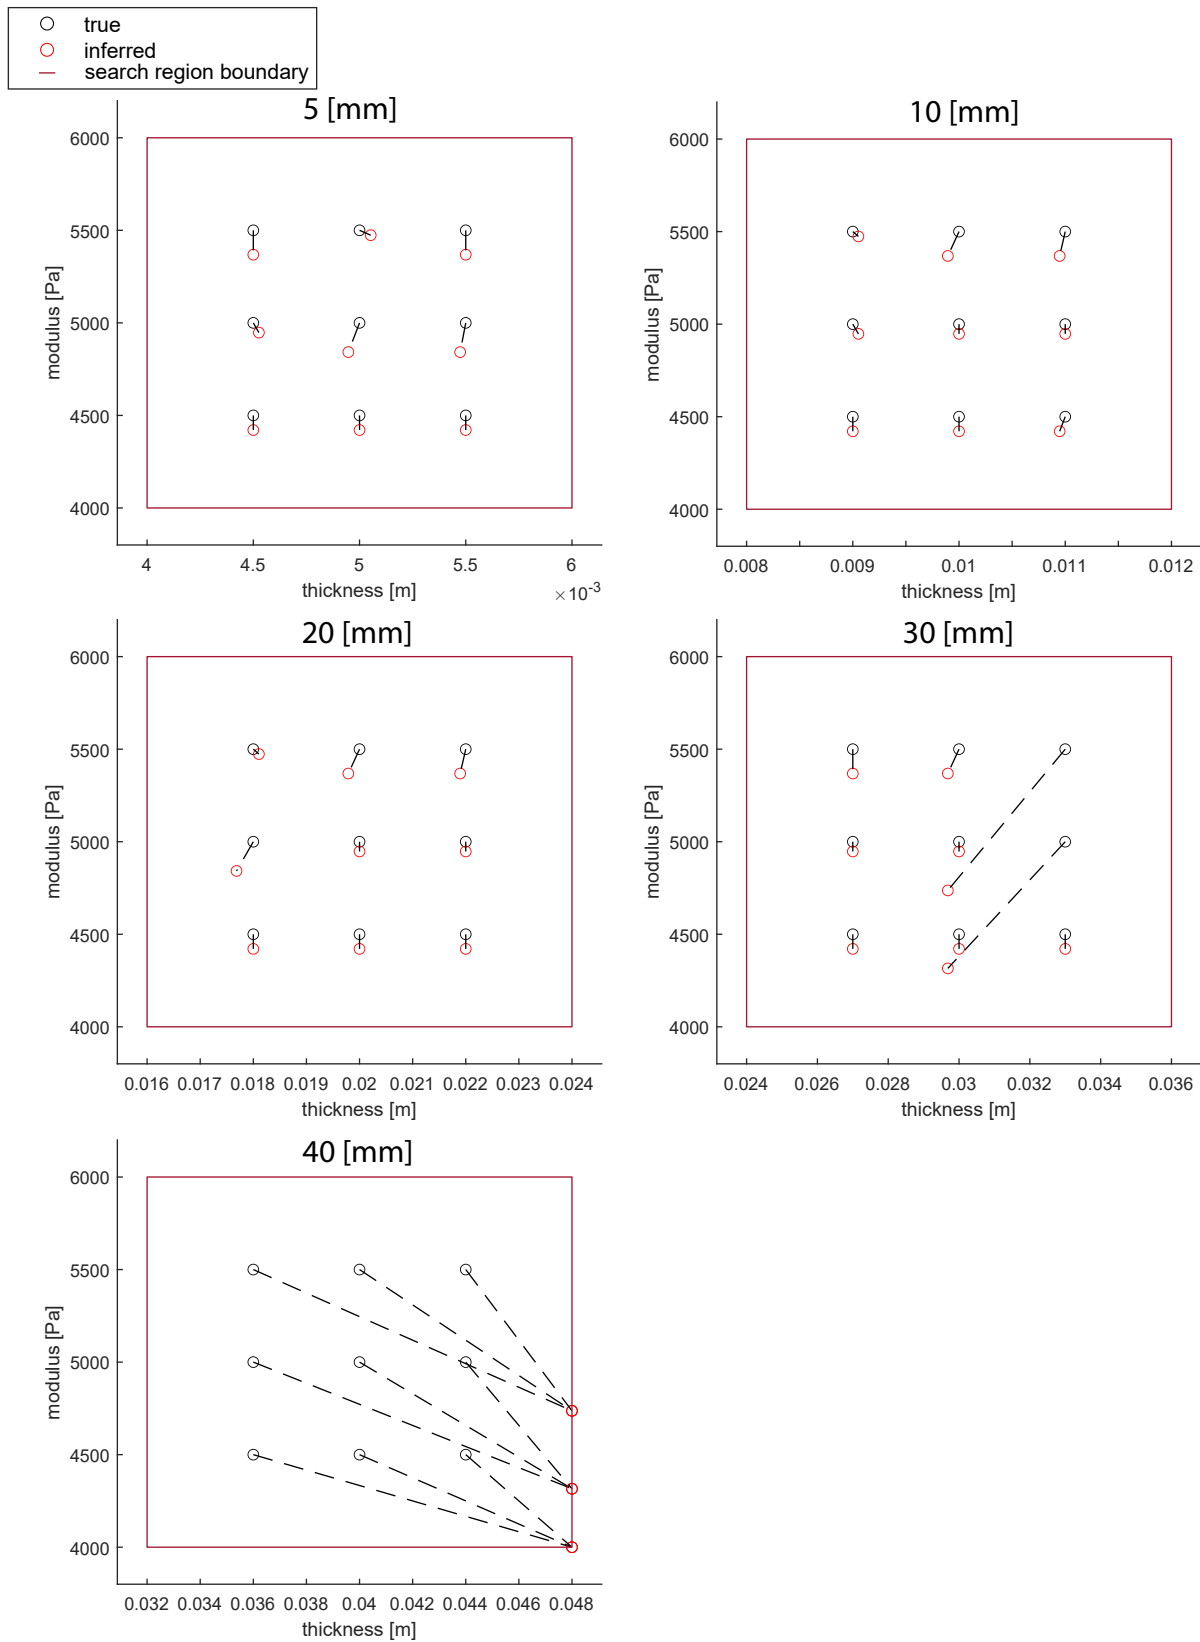 true
inferred
search region boundary
5 [mm]
6000
5500
5000
4500
4000
modulus [Pa]
4 4.5 5 5.5 6
thickness [m]
×10-3
10 [mm]
6000
5500
5000
4500
4000
modulus [Pa]
0.008 0.009 0.01 0.011 0.012
thickness [m]
20 [mm]
6000
5500
5000
4500
4000
modulus [Pa]
0.016 0.017 0.018 0.019 0.02 0.021 0.022 0.023 0.024
thickness [m]
30 [mm]
6000
5500
5000
4500
4000
modulus [Pa]
0.024 0.026 0.028 0.03 0.032 0.034 0.036
thickness [m]
40 [mm]
6000
5500
5000
4500
4000
modulus [Pa]
0.032 0.034 0.036 0.038 0.04 0.042 0.044 0.046 0.048
thickness [m]